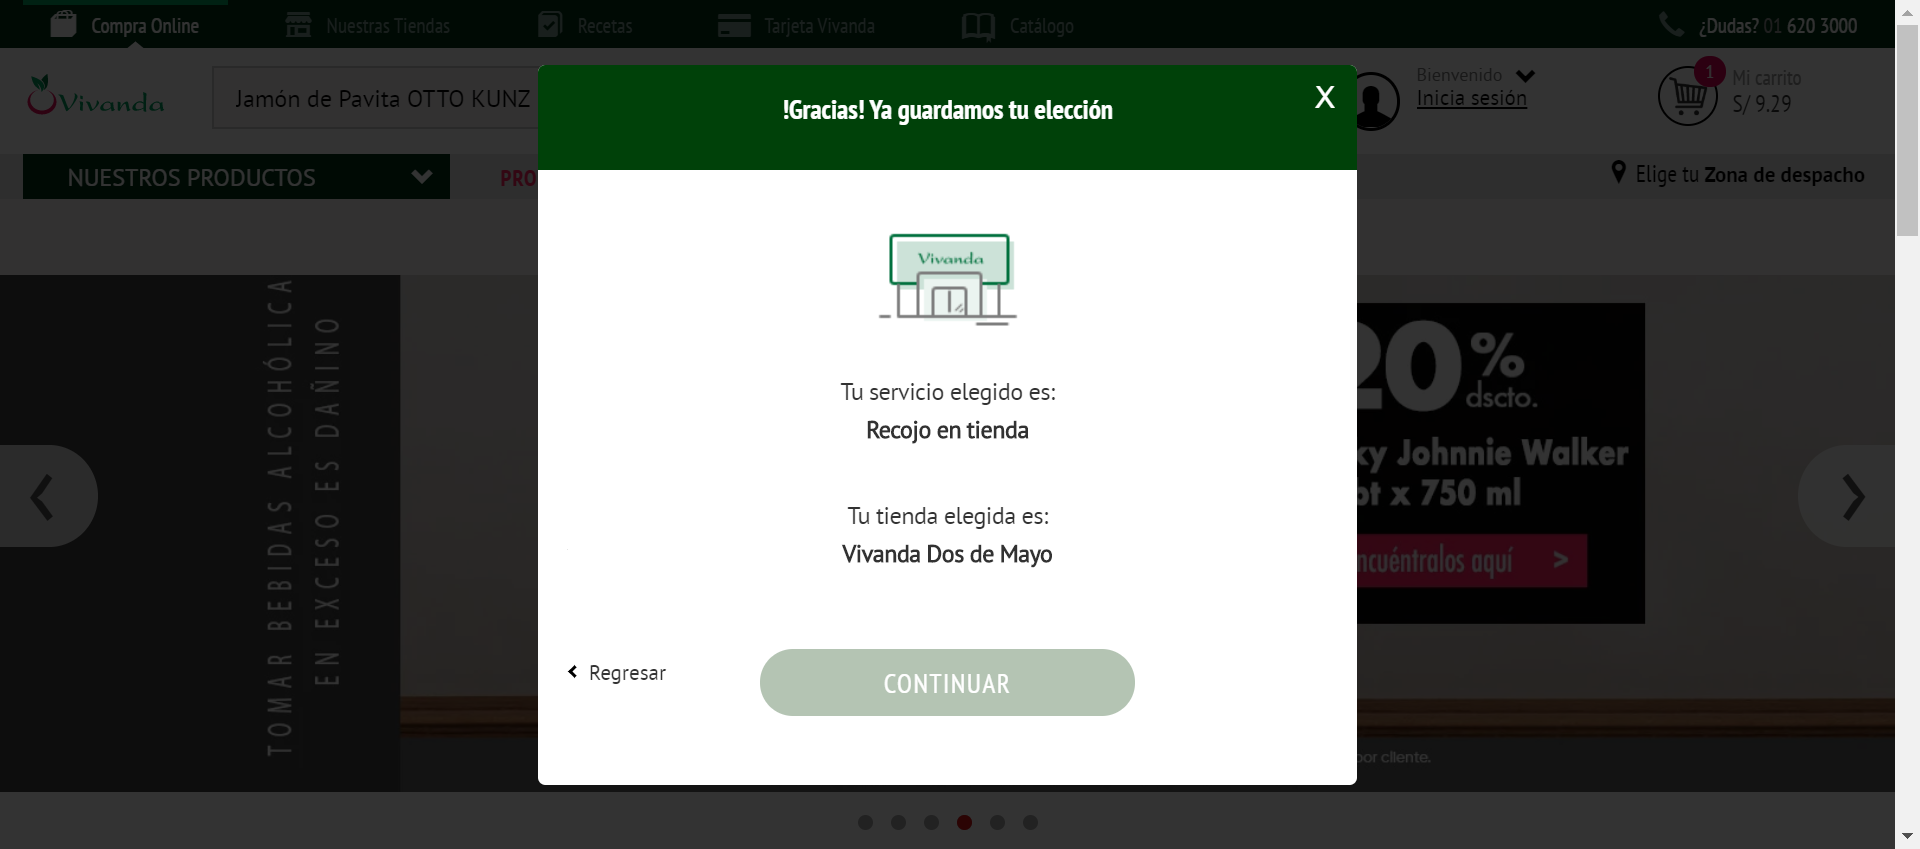 Compra Online
Nuestras Tiendas
Recetas
Tarjeta Vivanda
Catálogo
¿Dudas? 01 620 3000
Vivanda
Jamón de Pavita OTTO KUNZ
Bienvenido
Inicia sesión
1
Mi carrito
S/ 9.29
NUESTROS PRODUCTOS
PRO
Elige tu Zona de despacho
!Gracias! Ya guardamos tu elección
X
Vivanda
Tu servicio elegido es:
Recojo en tienda
Tu tienda elegida es:
Vivanda Dos de Mayo
Regresar
CONTINUAR
TOMAR BEBIDAS ALCOHÓLICA
EN EXCESO ES DAÑINO
20%
dscto.
ky Johnnie Walker
ot x 750 ml
ncuéntralos aquí >
por cliente.